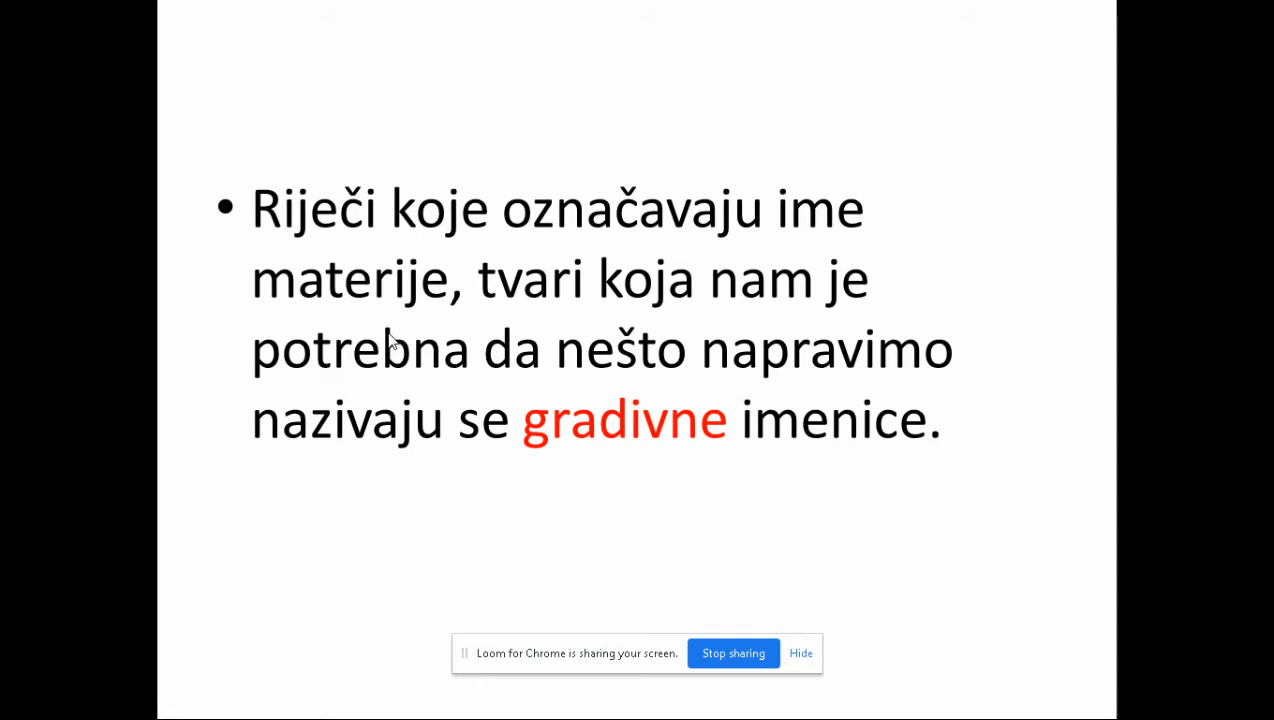 • Riječi koje označavaju ime
materije, tvari koja nam je
potrebna da nešto napravimo
nazivaju se gradivne imenice.
Loom for Chrome is sharing your screen. Stop sharing Hide